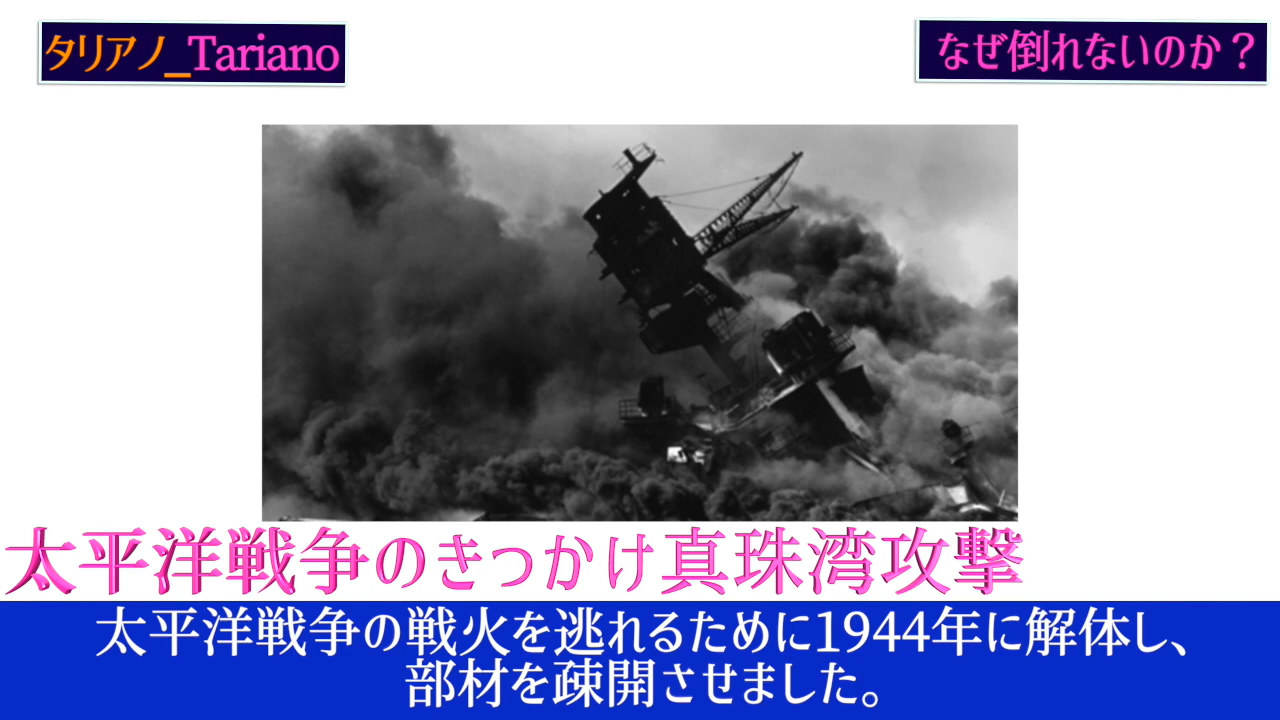 タリアノ_Tariano
なぜ倒れないのか？
太平洋戦争のきっかけ真珠湾攻撃
太平洋戦争の戦火を逃れるために1944年に解体し、
部材を疎開させました。